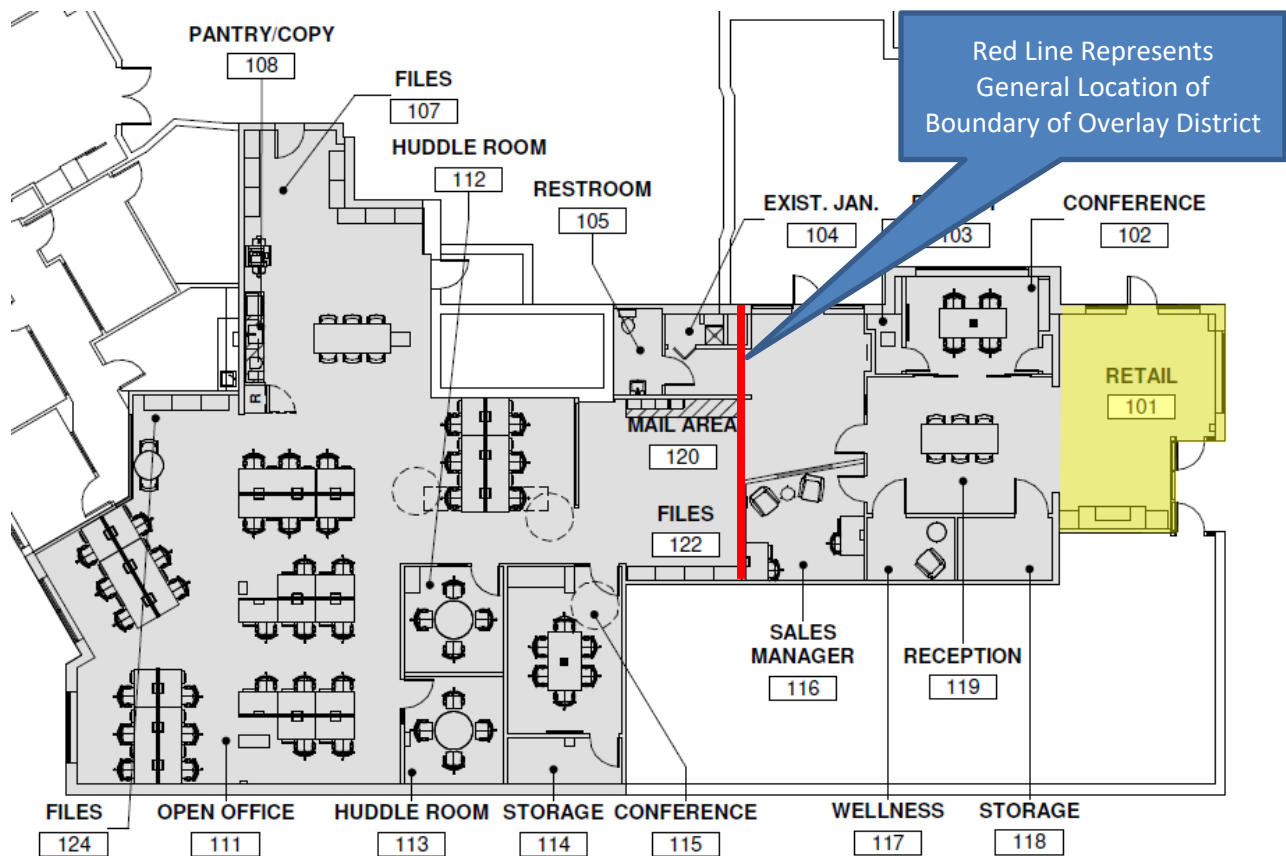 PANTRY/COPY
108
FILES
107
HUDDLE ROOM
112
RESTROOM
105
EXIST. JAN.
104
103
CONFERENCE
102
Red Line Represents
General Location of
Boundary of Overlay District
RETAIL
101
R
MAIL AREA
120
FILES
122
SALES
MANAGER
116
RECEPTION
119
FILES
124
OPEN OFFICE
111
HUDDLE ROOM
113
STORAGE
114
CONFERENCE
115
WELLNESS
117
STORAGE
118